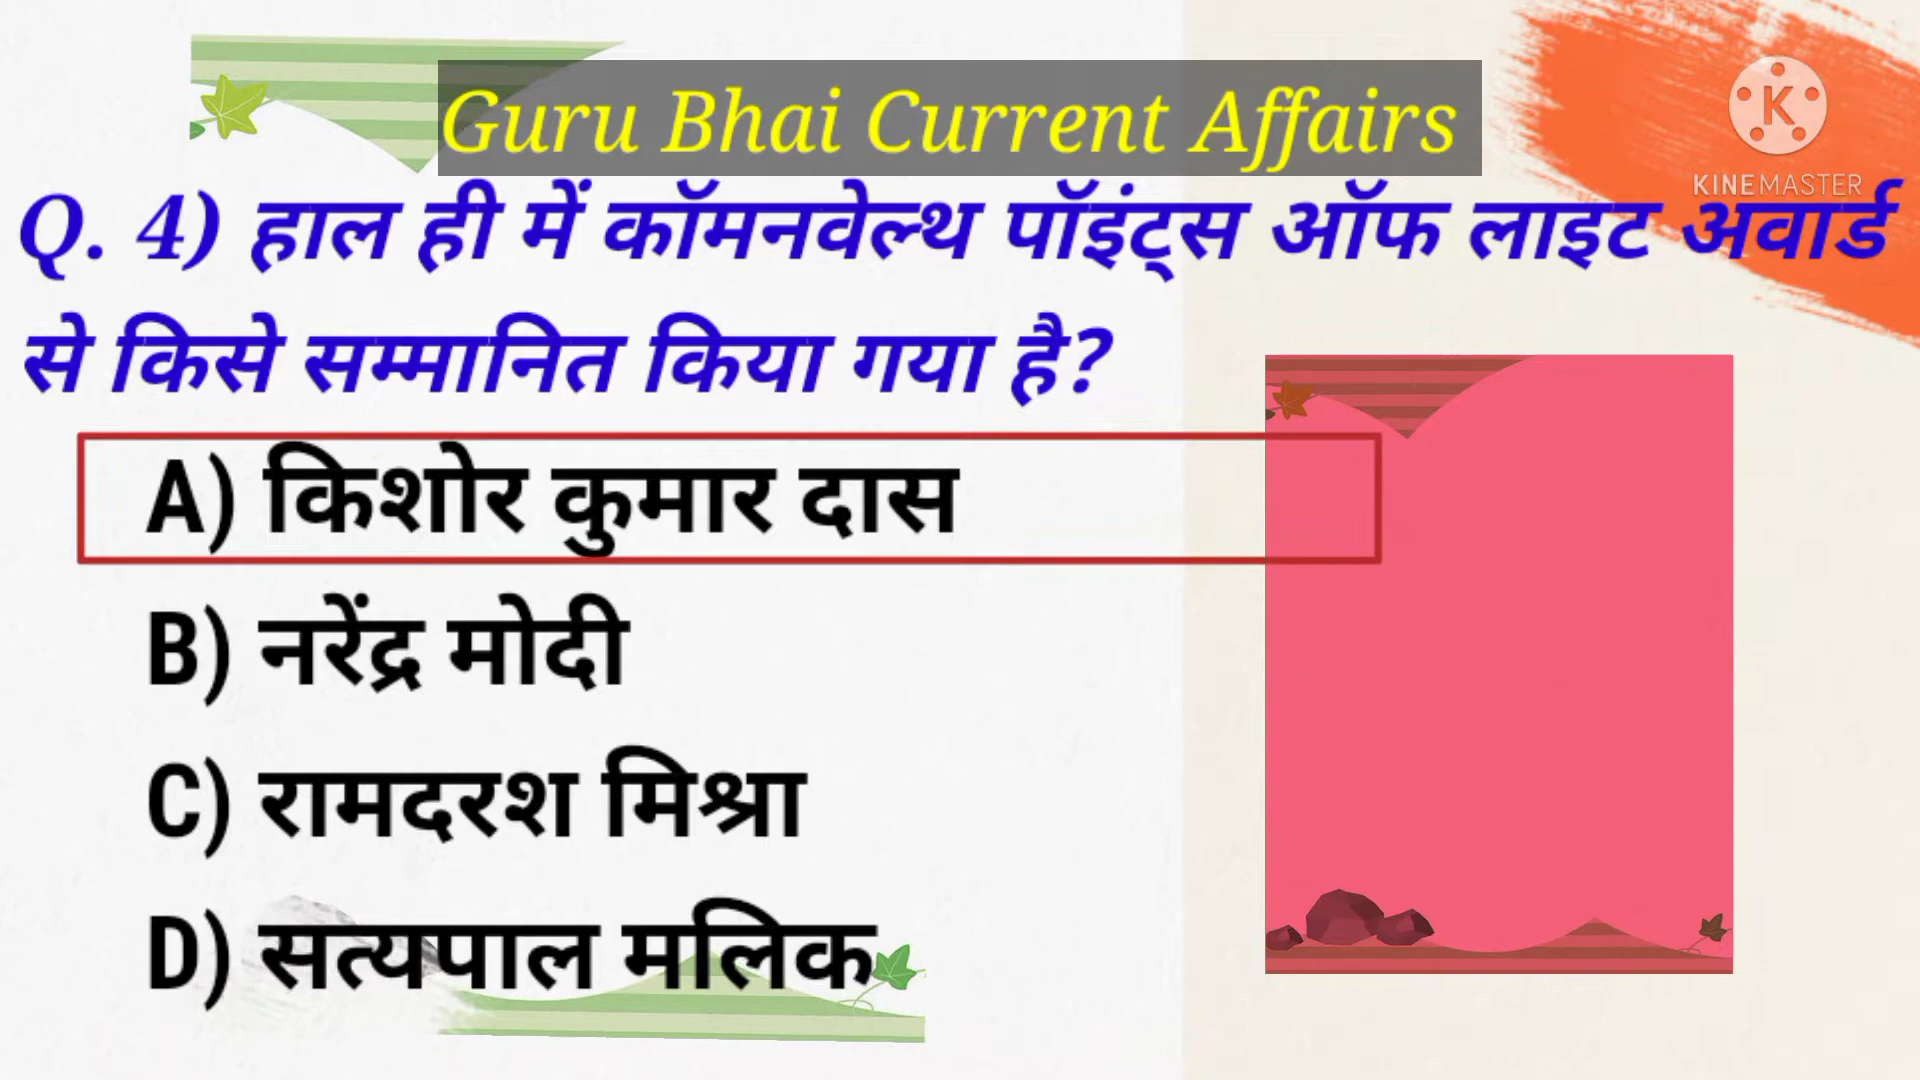 Guru Bhai Current Affairs
KINEMASTER
Q. 4) हाल ही में कॉमनवेल्थ पॉइंट्स ऑफ लाइट अवार्ड
से किसे सम्मानित किया गया है?
A) किशोर कुमार दास
B) नरेंद्र मोदी
C) रामदरश मिश्रा
D) सत्यपाल मलिक